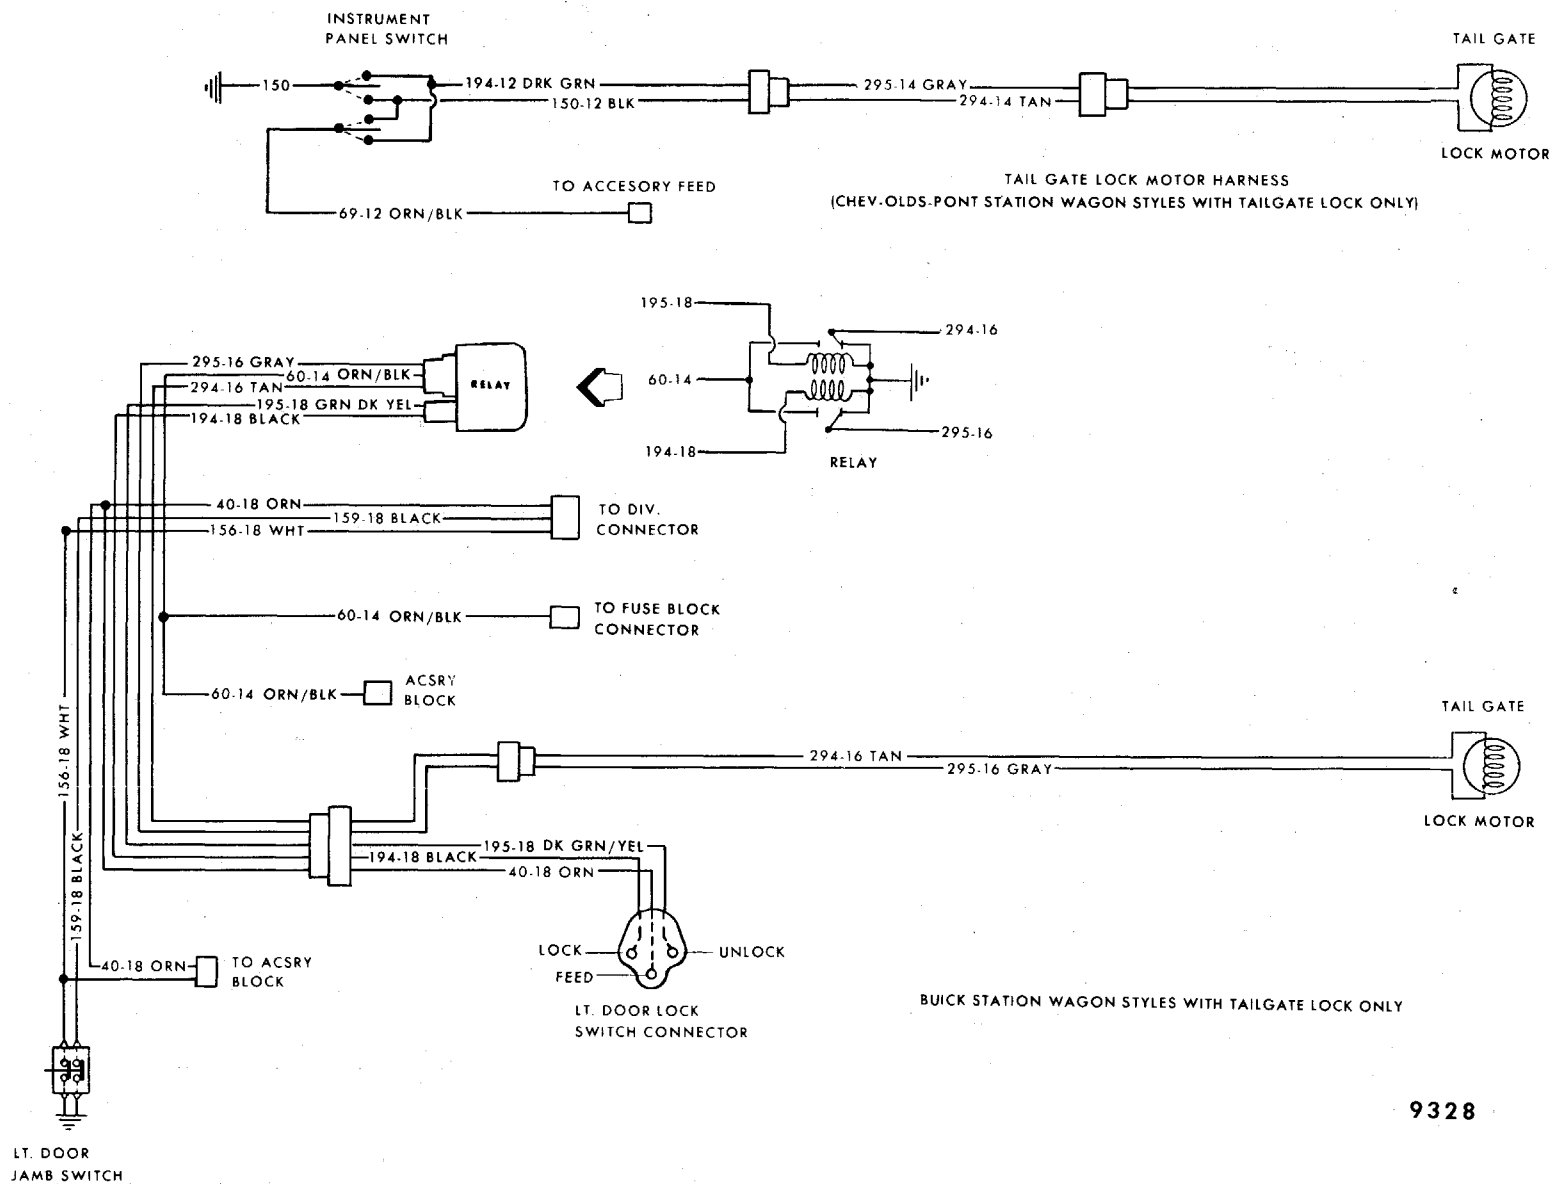 INSTRUMENT
PANEL SWITCH
TAIL GATE
150
194-12 DRK GRN
150-12 BLK
295-14 GRAY
294-14 TAN
LOCK MOTOR
TO ACCESORY FEED
69-12 ORN/BLK
TAIL GATE LOCK MOTOR HARNESS
(CHEV-OLDS-PONT STATION WAGON STYLES WITH TAILGATE LOCK ONLY)
195-18
294-16
60-14
295-16
194-18
RELAY
295-16 GRAY
60-14 ORN/BLK
294-16 TAN
195-18 GRN DK YEL
194-18 BLACK
RELAY
40-18 ORN
159-18 BLACK
156-18 WHT
TO DIV.
CONNECTOR
60-14 ORN/BLK
TO FUSE BLOCK
CONNECTOR
60-14 ORN/BLK
ACSRY
BLOCK
156-18 WHT
159-18 BLACK
TAIL GATE
294-16 TAN
295-16 GRAY
LOCK MOTOR
195-18 DK GRN/YEL
194-18 BLACK
40-18 ORN
LOCK
UNLOCK
FEED
LT. DOOR LOCK
SWITCH CONNECTOR
40-18 ORN
TO ACSRY
BLOCK
BUICK STATION WAGON STYLES WITH TAILGATE LOCK ONLY
9328
LT. DOOR
JAMB SWITCH